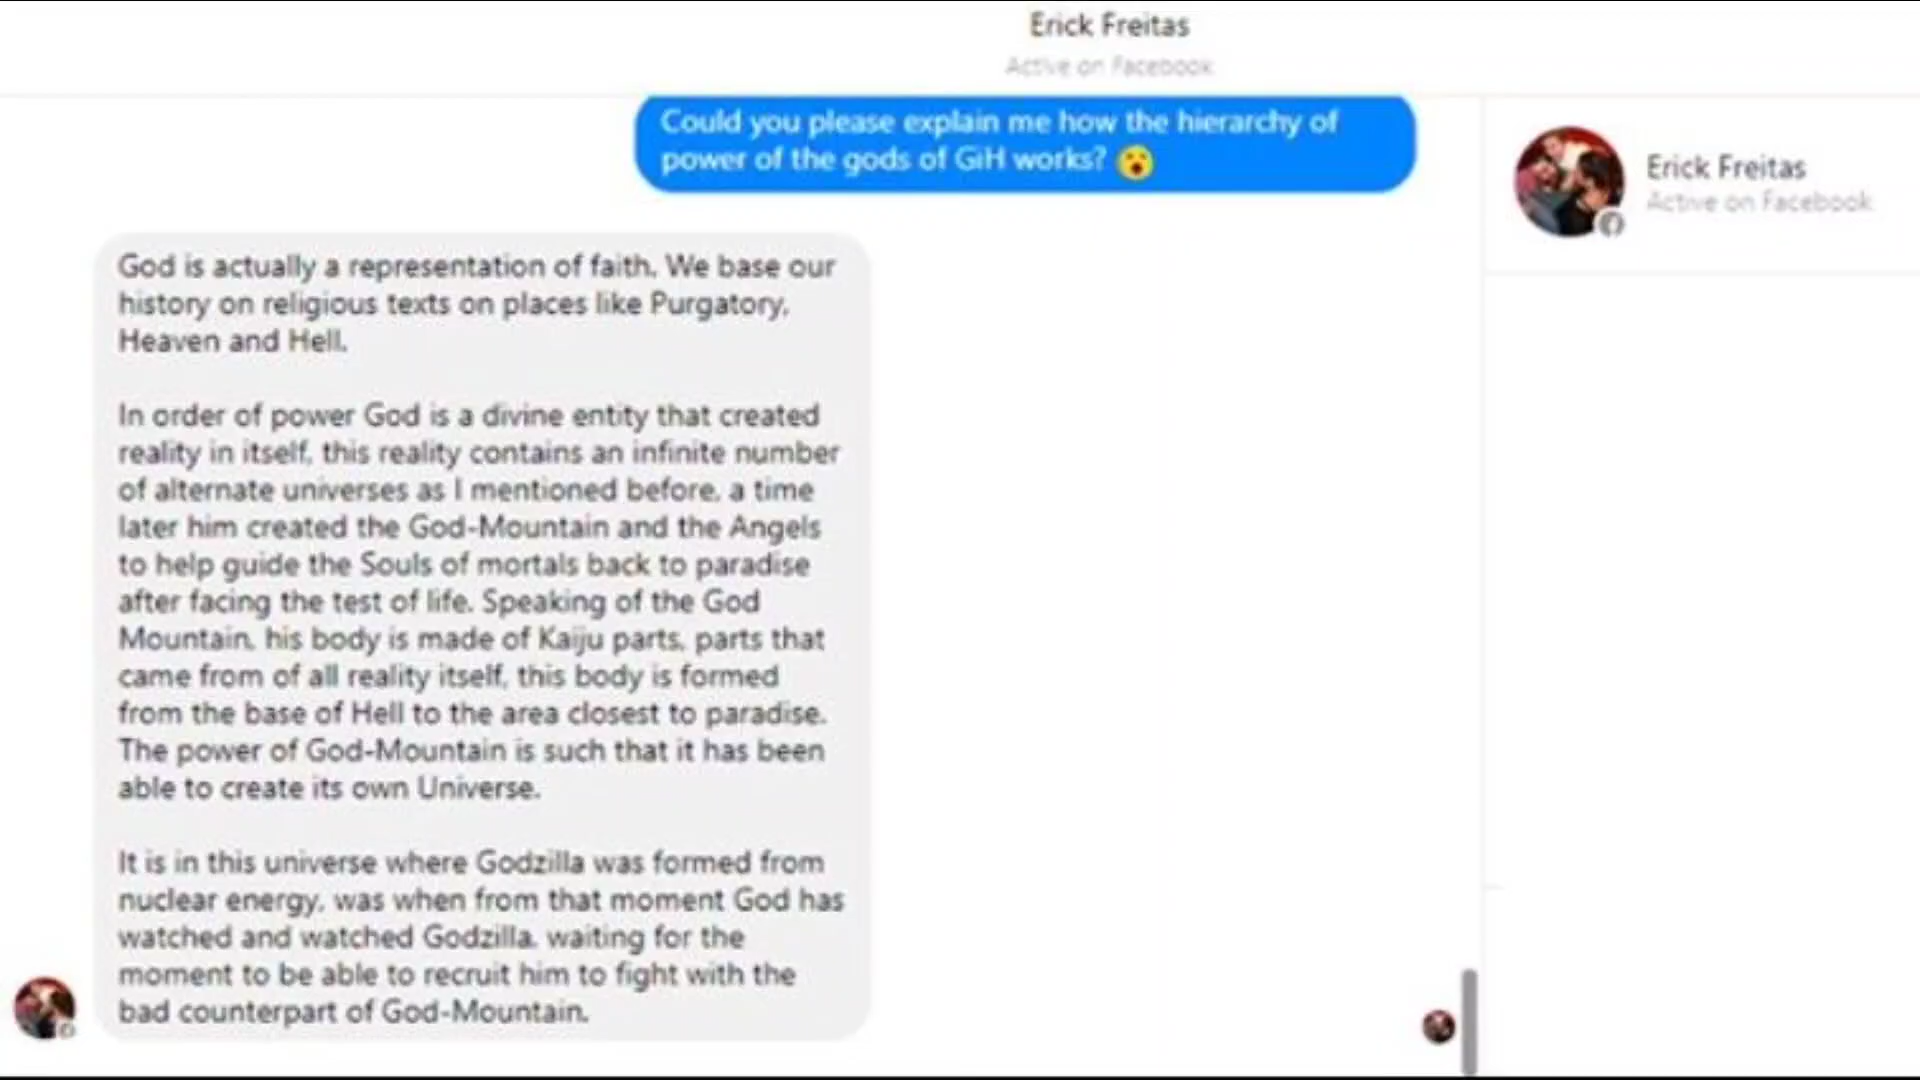 Erick Freitas
Active on Facebook
Could you please explain me how the hierarchy of
power of the gods of GiH works? 😮
Erick Freitas
Active on Facebook
God is actually a representation of faith. We base our
history on religious texts on places like Purgatory,
Heaven and Hell.
In order of power God is a divine entity that created
reality in itself, this reality contains an infinite number
of alternate universes as I mentioned before, a time
later him created the God-Mountain and the Angels
to help guide the Souls of mortals back to paradise
after facing the test of life. Speaking of the God
Mountain, his body is made of Kaiju parts, parts that
came from of all reality itself, this body is formed
from the base of Hell to the area closest to paradise.
The power of God-Mountain is such that it has been
able to create its own Universe.
It is in this universe where Godzilla was formed from
nuclear energy, was when from that moment God has
watched and watched Godzilla, waiting for the
moment to be able to recruit him to fight with the
bad counterpart of God-Mountain.